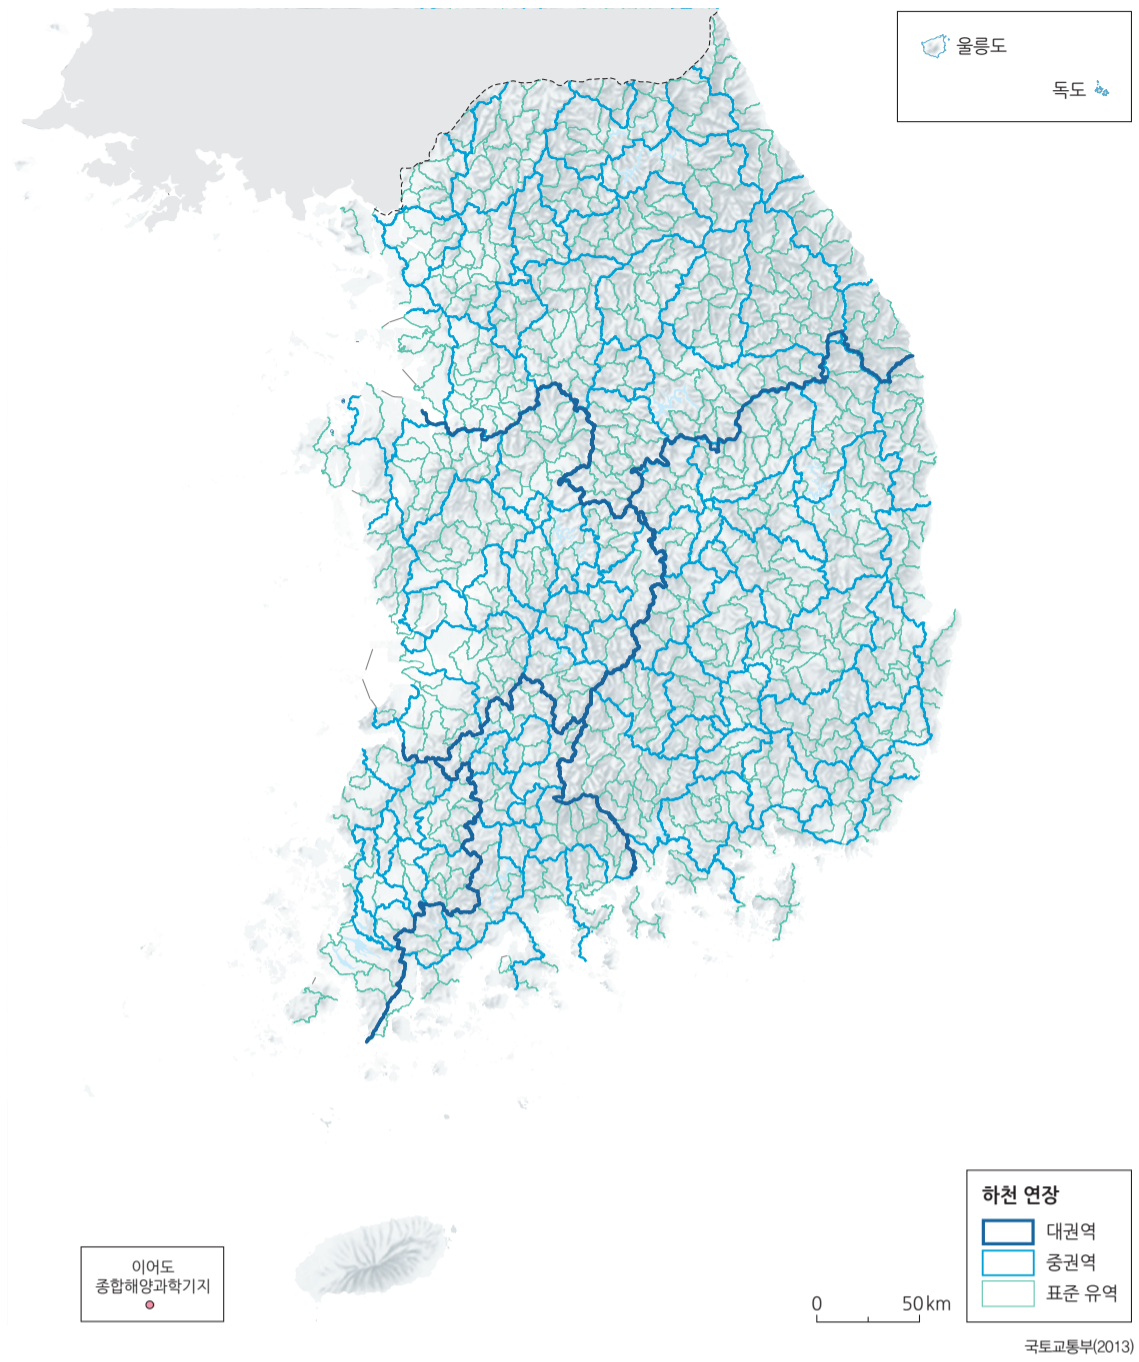 울릉도
독도
하천 연장
대권역
중권역
표준 유역
이어도
종합해양과학기지
0 50 km
국토교통부(2013)